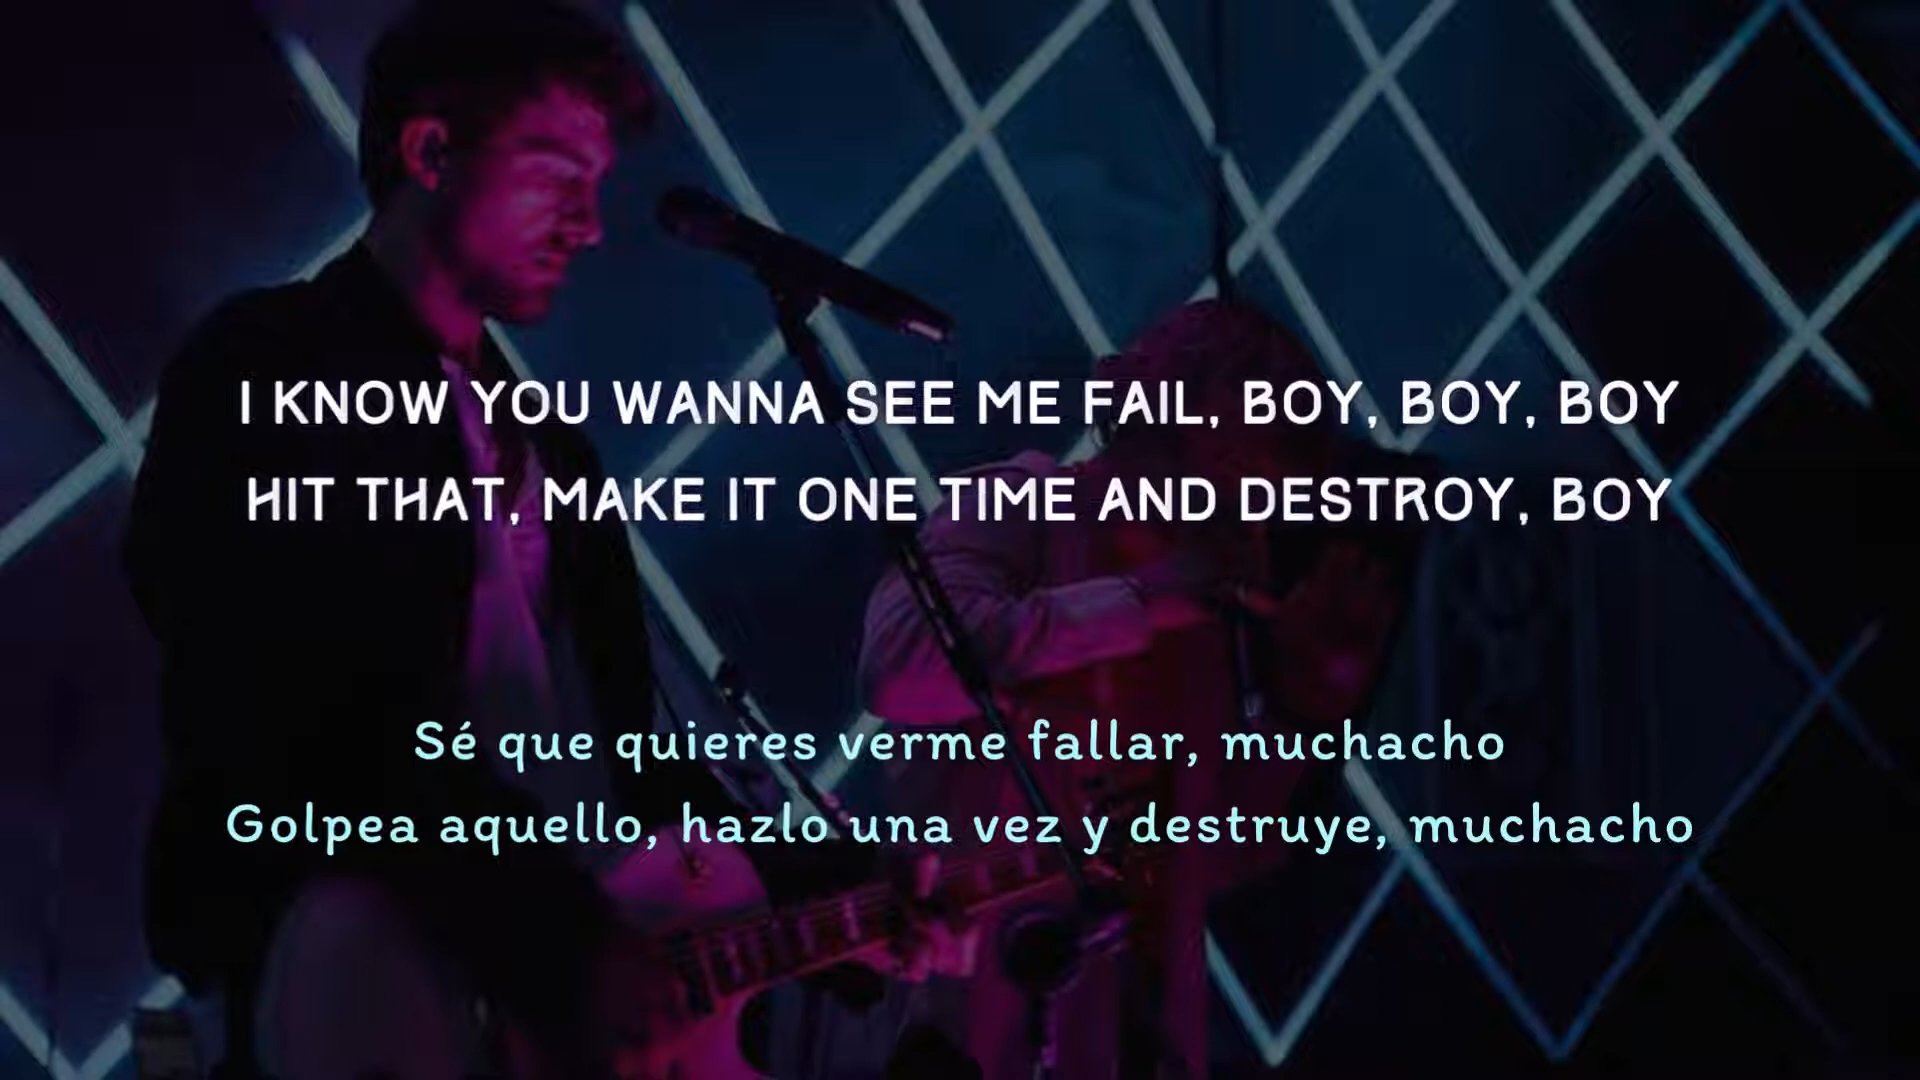 I KNOW YOU WANNA SEE ME FAIL, BOY, BOY, BOY
HIT THAT, MAKE IT ONE TIME AND DESTROY, BOY
Sé que quieres verme fallar, muchacho
Golpea aquello, hazlo una vez y destruye, muchacho